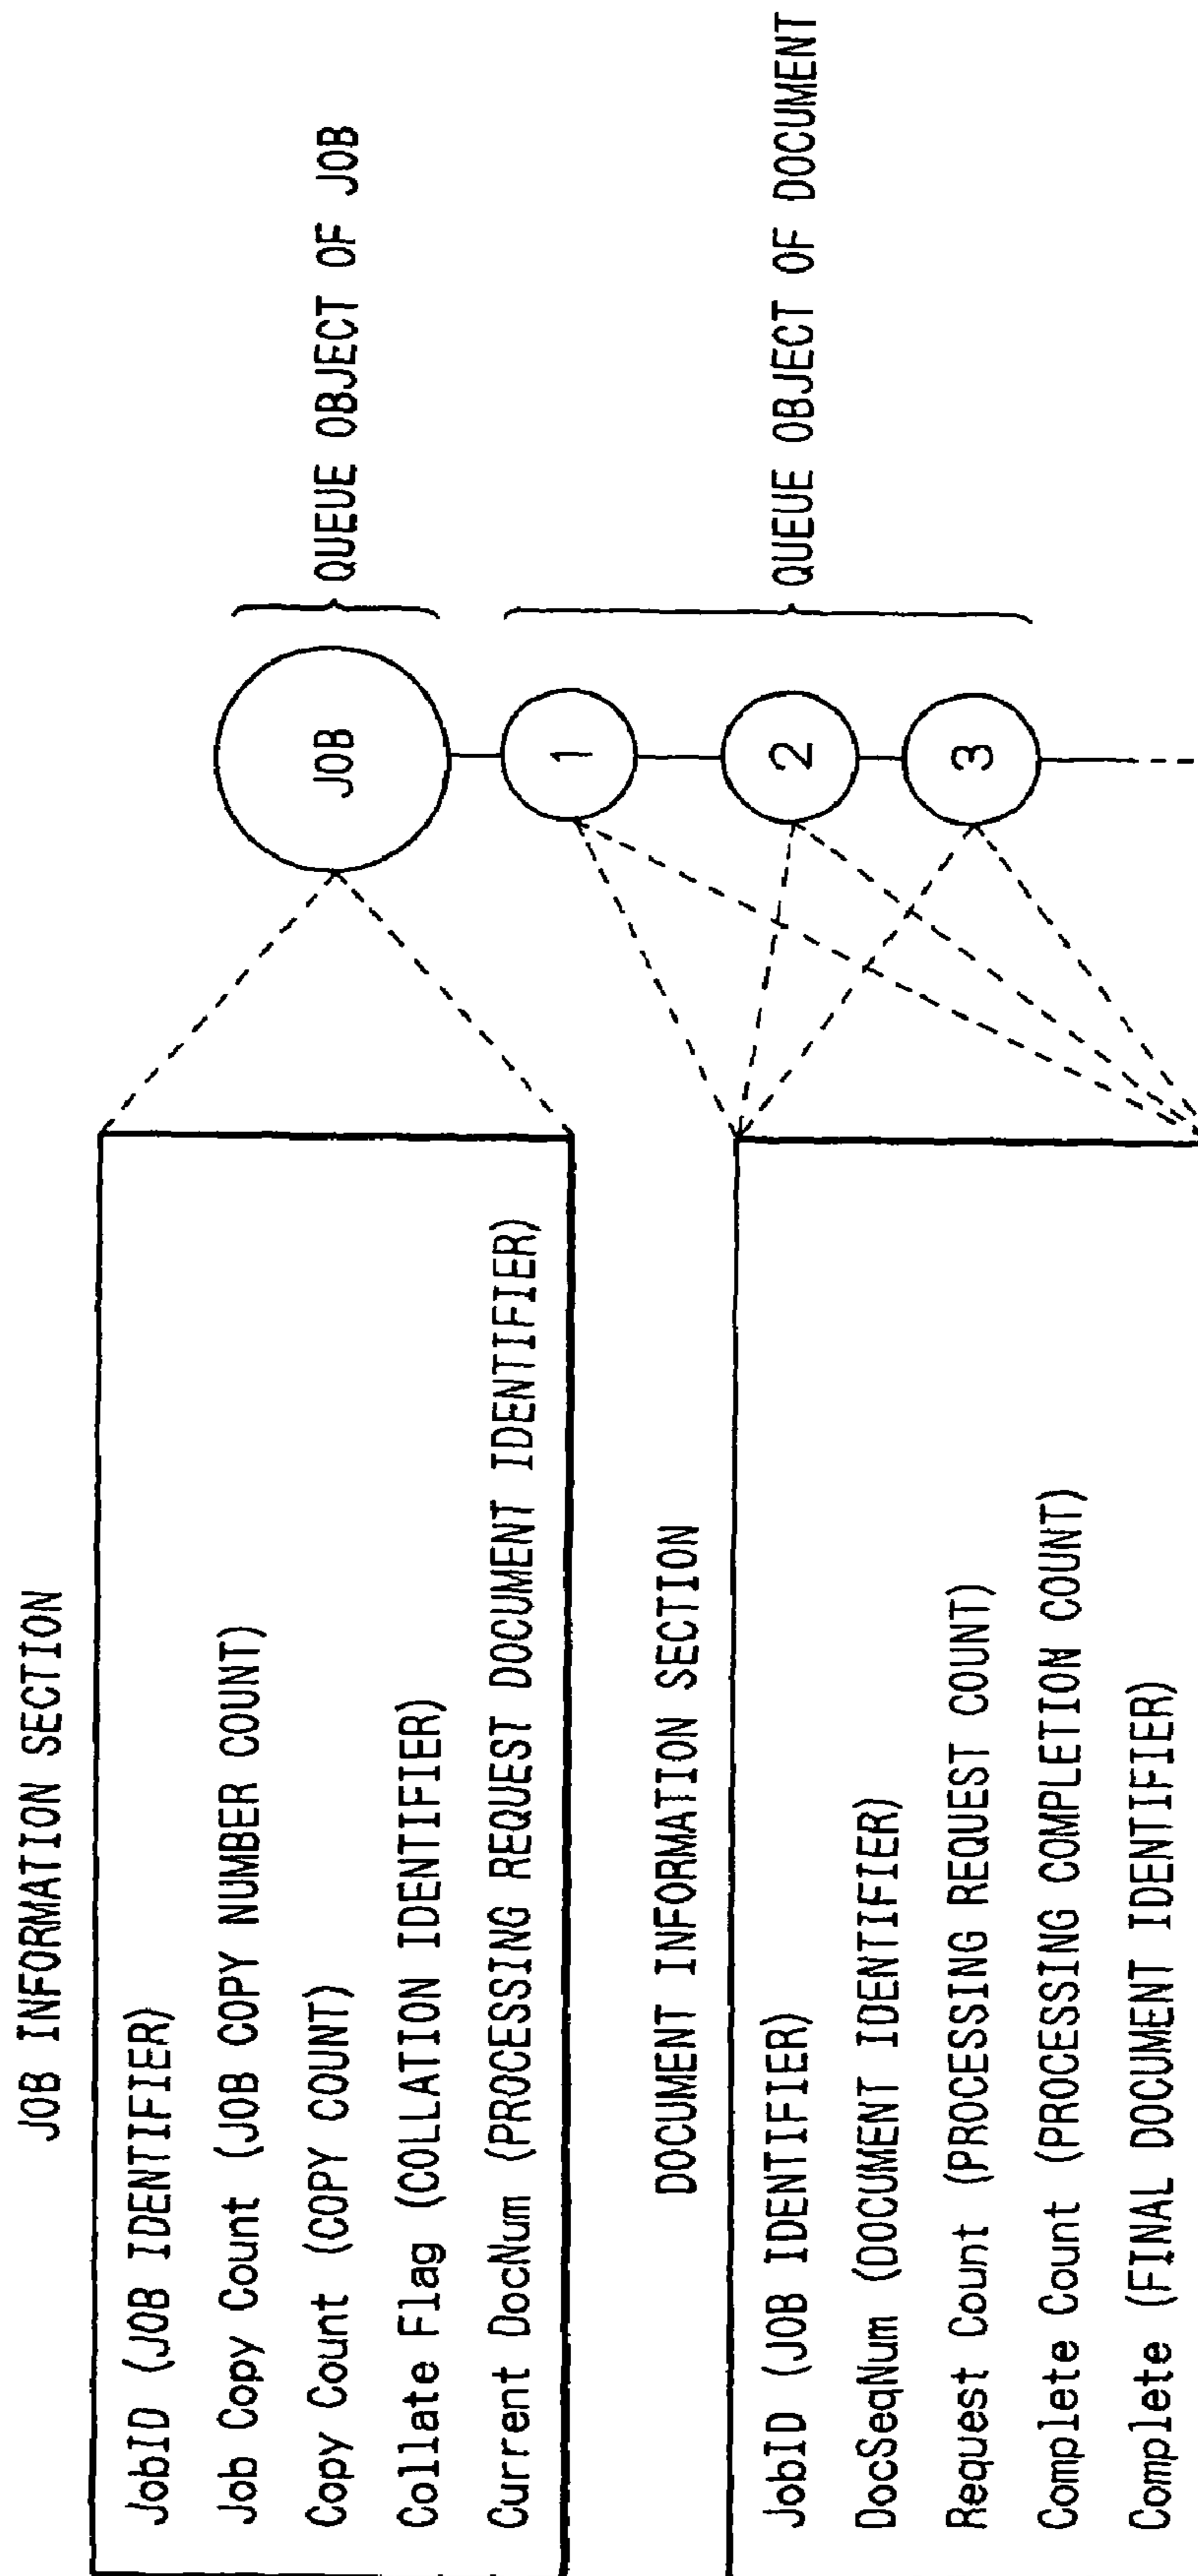 JOB INFORMATION SECTION
JobID (JOB IDENTIFIER)
Job Copy Count (JOB COPY NUMBER COUNT)
Copy Count (COPY COUNT)
Collate Flag (COLLATION IDENTIFIER)
Current DocNum (PROCESSING REQUEST DOCUMENT IDENTIFIER)
DOCUMENT INFORMATION SECTION
JobID (JOB IDENTIFIER)
DocSeqNum (DOCUMENT IDENTIFIER)
Request Count (PROCESSING REQUEST COUNT)
Complete Count (PROCESSING COMPLETION COUNT)
Complete (FINAL DOCUMENT IDENTIFIER)
JOB
1
2
3
QUEUE OBJECT OF JOB
QUEUE OBJECT OF DOCUMENT